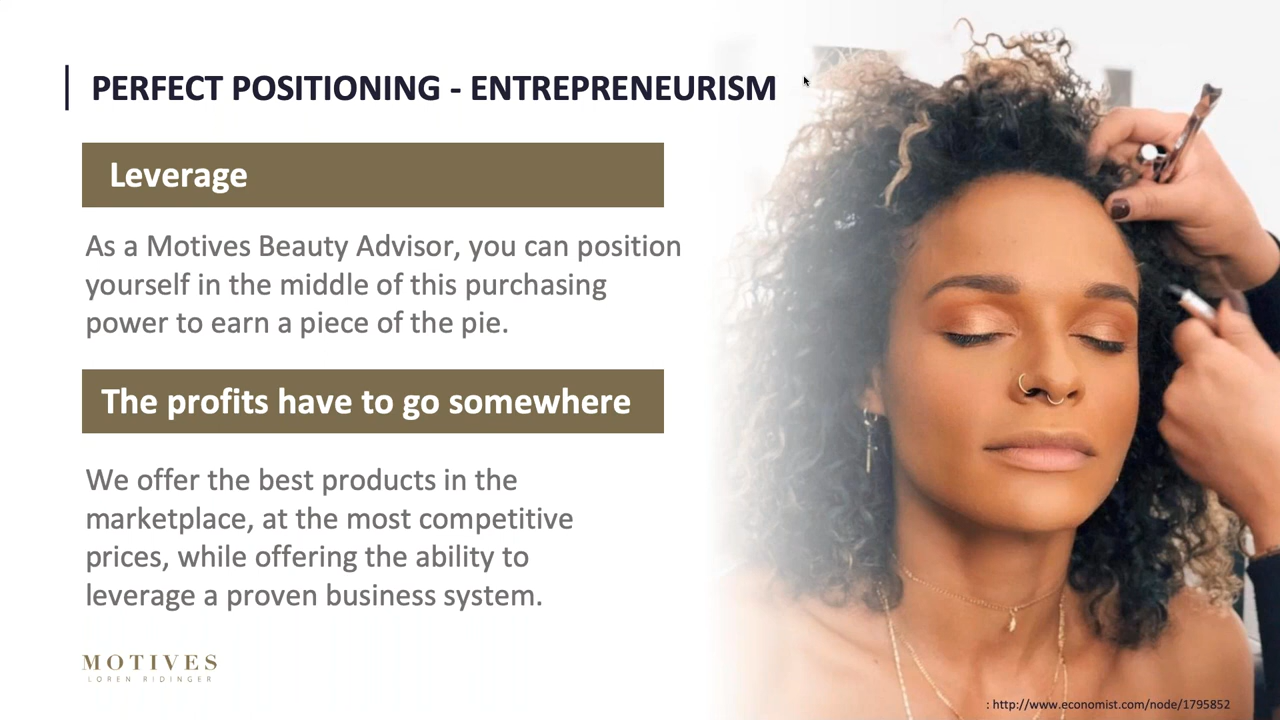 PERFECT POSITIONING - ENTREPRENEURISM
Leverage
As a Motives Beauty Advisor, you can position
yourself in the middle of this purchasing
power to earn a piece of the pie.
The profits have to go somewhere
We offer the best products in the
marketplace, at the most competitive
prices, while offering the ability to
leverage a proven business system.
MOTIVES
LOREN RIDINGER
: http://www.economist.com/node/1795852